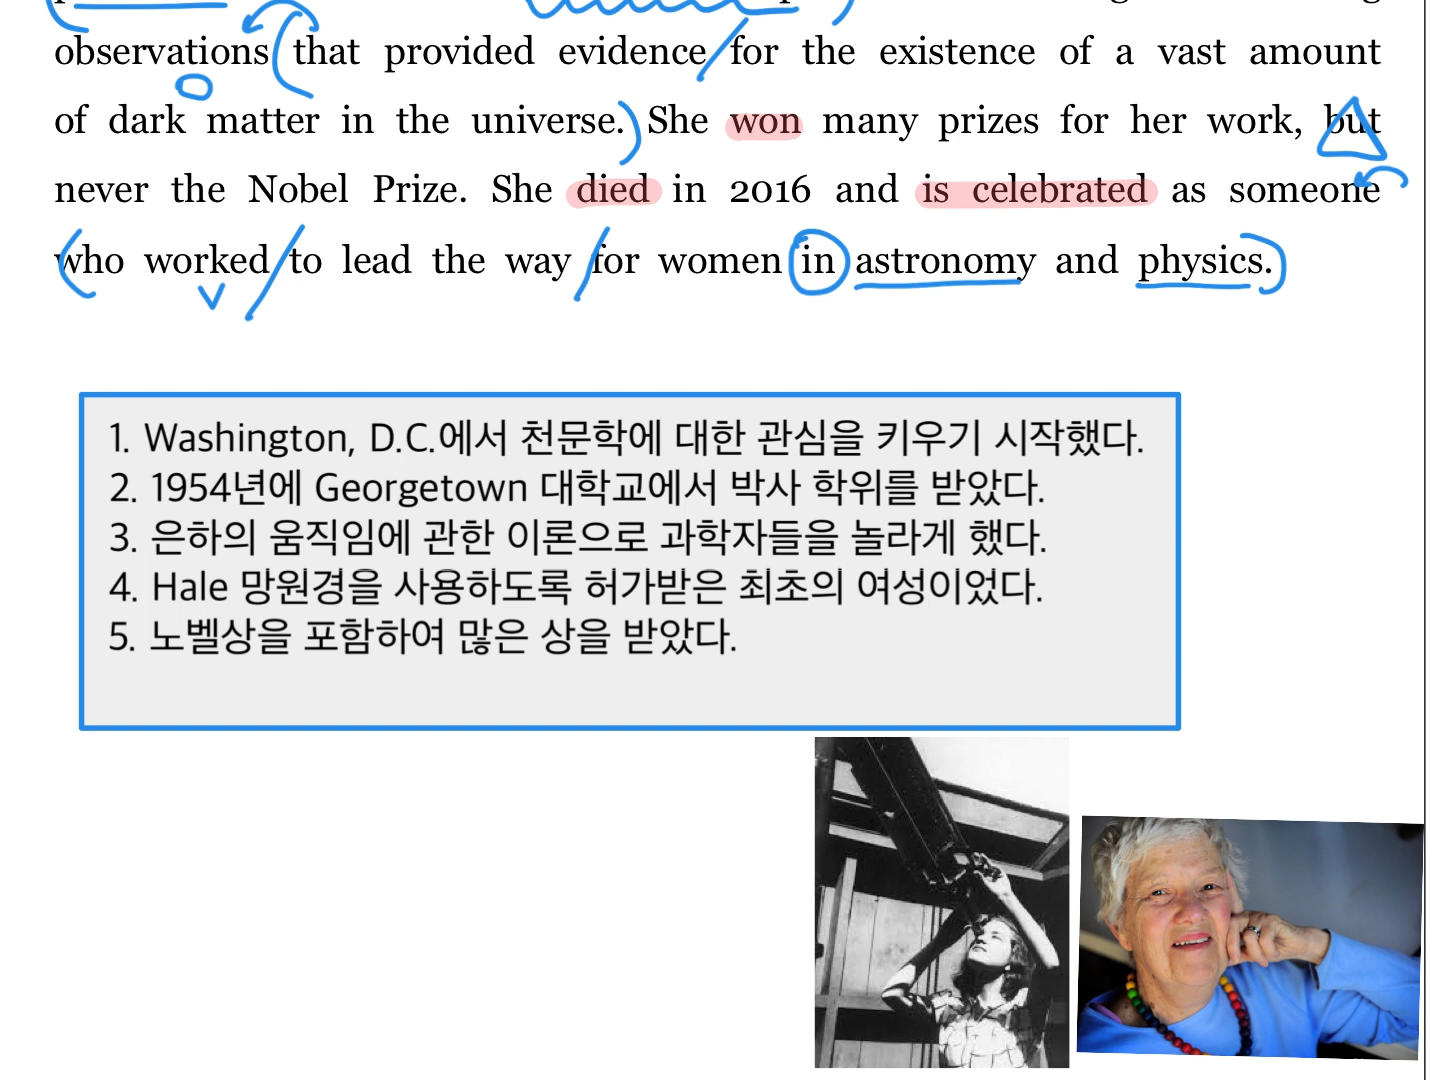 observations that provided evidence for the existence of a vast amount
of dark matter in the universe. She won many prizes for her work, but
never the Nobel Prize. She died in 2016 and is celebrated as someone
who worked to lead the way for women in astronomy and physics.
1. Washington, D.C.에서 천문학에 대한 관심을 키우기 시작했다.
2. 1954년에 Georgetown 대학교에서 박사 학위를 받았다.
3. 은하의 움직임에 관한 이론으로 과학자들을 놀라게 했다.
4. Hale 망원경을 사용하도록 허가받은 최초의 여성이었다.
5. 노벨상을 포함하여 많은 상을 받았다.